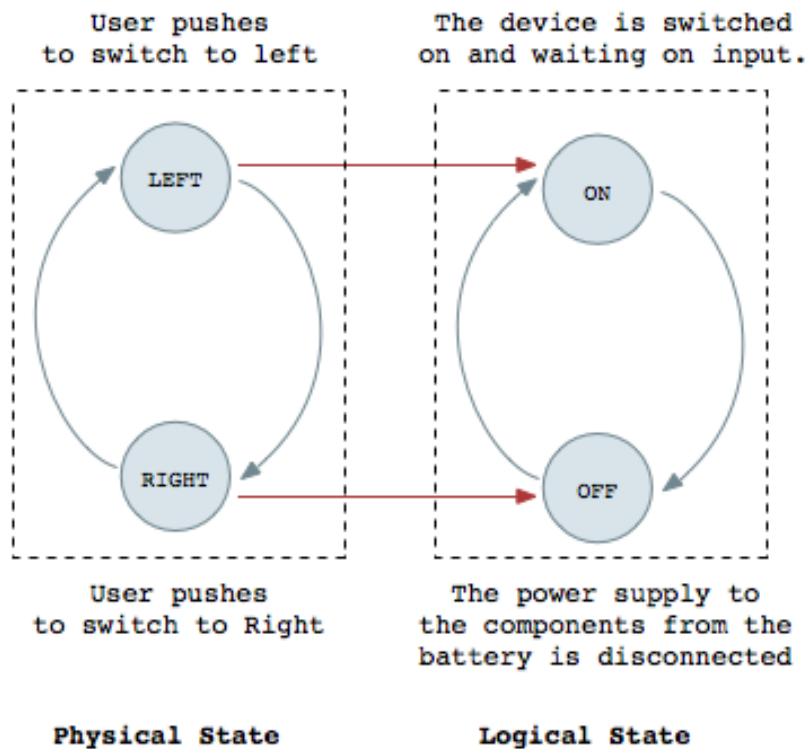 User pushes
to switch to left
The device is switched
on and waiting on input.
LEFT
ON
RIGHT
OFF
User pushes
to switch to Right
The power supply to
the components from the
battery is disconnected
Physical State
Logical State